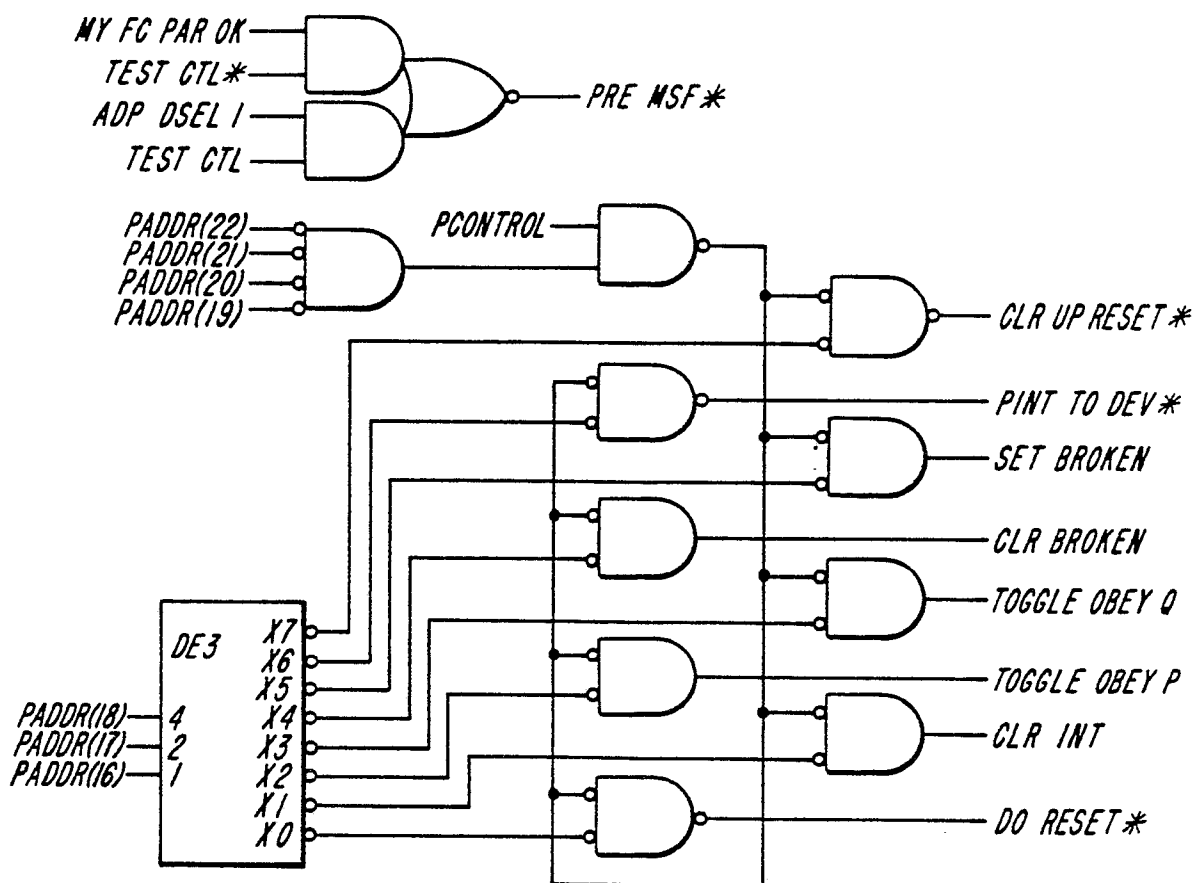 MY FC PAR OK
TEST CTL*
ADP DSEL 1
TEST CTL
PRE MSF*
PADDR(22)
PADDR(21)
PADDR(20)
PADDR(19)
PCONTROL
CLR UP RESET*
PINT TO DEV*
SET BROKEN
CLR BROKEN
TOGGLE OBEY Q
TOGGLE OBEY P
CLR INT
DO RESET*
DE3
X7
X6
X5
X4
X3
X2
X1
X0
PADDR(18) 4
PADDR(17) 2
PADDR(16) 1